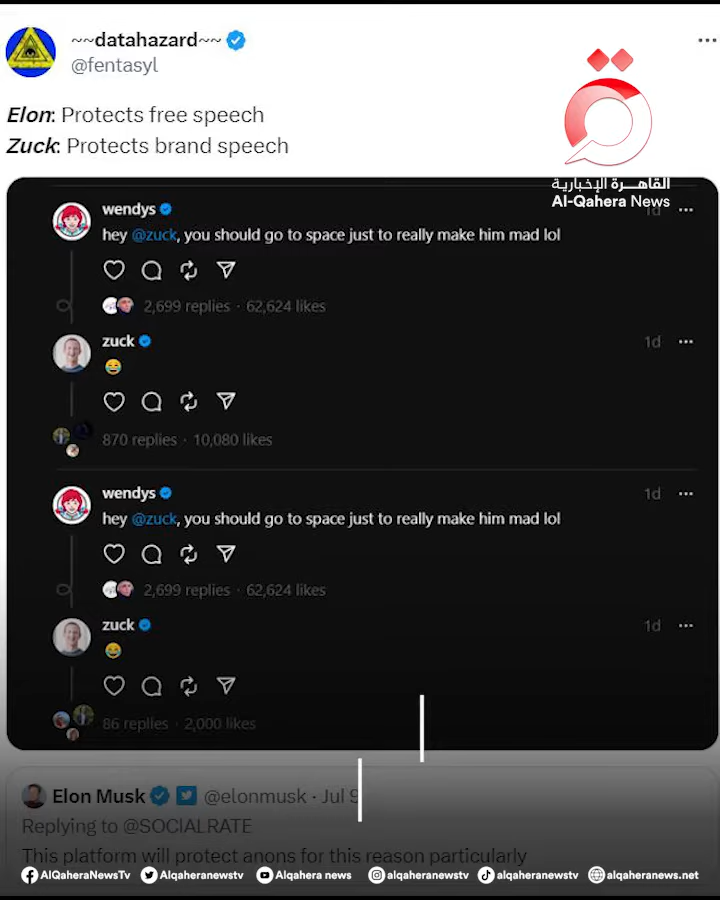 ~~datahazard~~
@fentasyl
Elon: Protects free speech
Zuck: Protects brand speech
القاهرة الإخبارية
Al-Qahera News
wendys
1d
hey @zuck, you should go to space just to really make him mad lol
2,699 replies · 62,624 likes
zuck
1d
😂
870 replies · 10,080 likes
wendys
1d
hey @zuck, you should go to space just to really make him mad lol
2,699 replies · 62,624 likes
zuck
1d
😂
86 replies · 2,000 likes
Elon Musk @elonmusk · Jul 9
Replying to @SOCIALRATE
This platform will protect anons for this reason particularly
AlQaheraNewsTv Alqaheranewstv Alqahera news alqaheranewstv alqaheranewstv alqaheranews.net